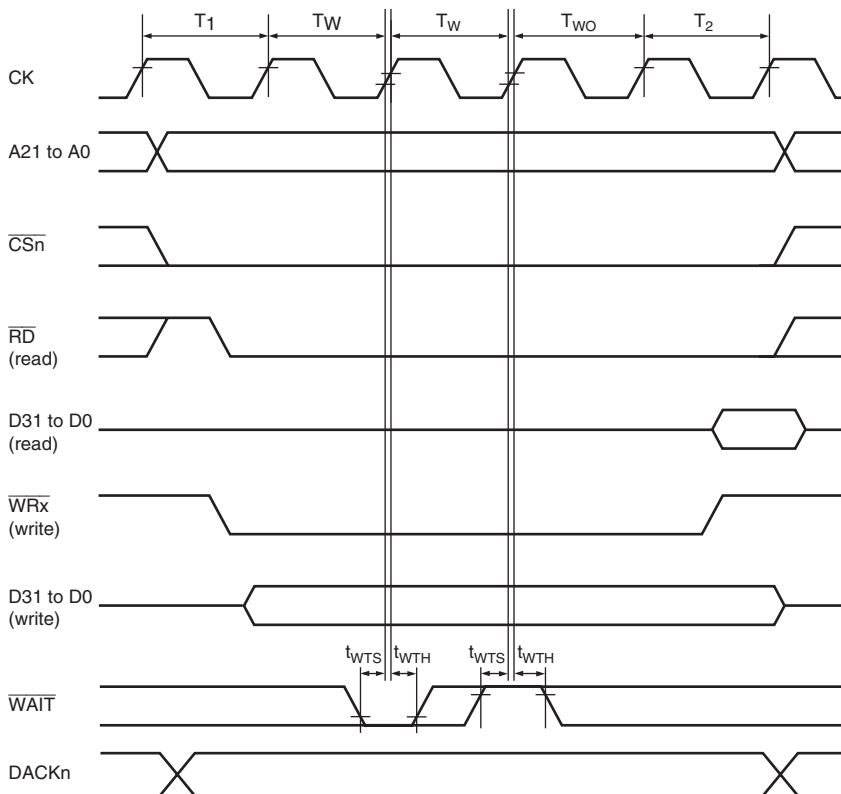 T1 TW TW TWO T2
CK
A21 to A0
CSn
RD
(read)
D31 to D0
(read)
WRx
(write)
D31 to D0
(write)
tWTS tWTH tWTS tWTH
WAIT
DACKn